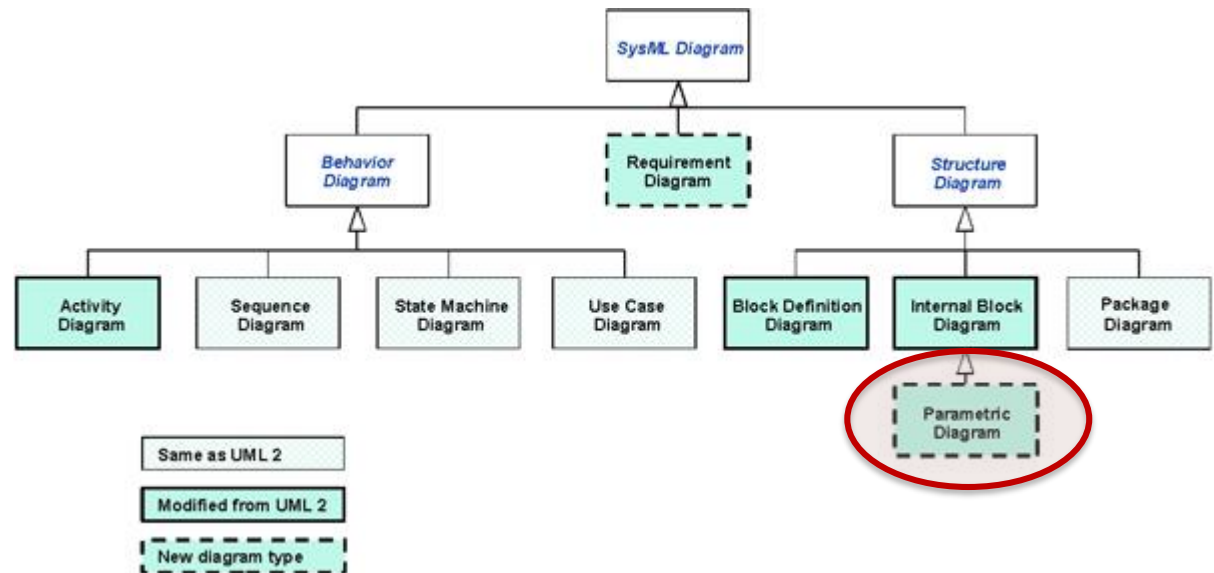 SysML Diagram
Behavior
Diagram
Requirement
Diagram
Structure
Diagram
Activity
Diagram
Sequence
Diagram
State Machine
Diagram
Use Case
Diagram
Block Definition
Diagram
Internal Block
Diagram
Package
Diagram
Parametric
Diagram
Same as UML 2
Modified from UML 2
New diagram type